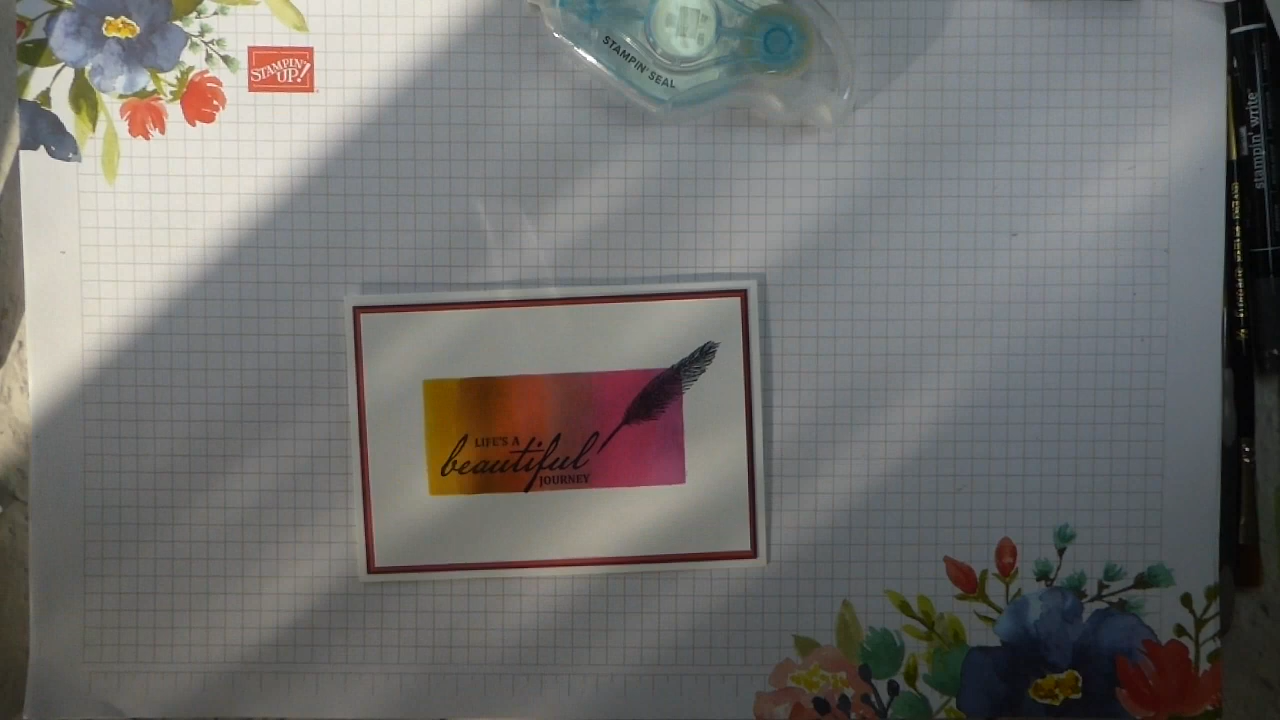 STAMPIN' UP!
STAMPIN' SEAL
stampin' write
LIFE'S A
beautiful
JOURNEY